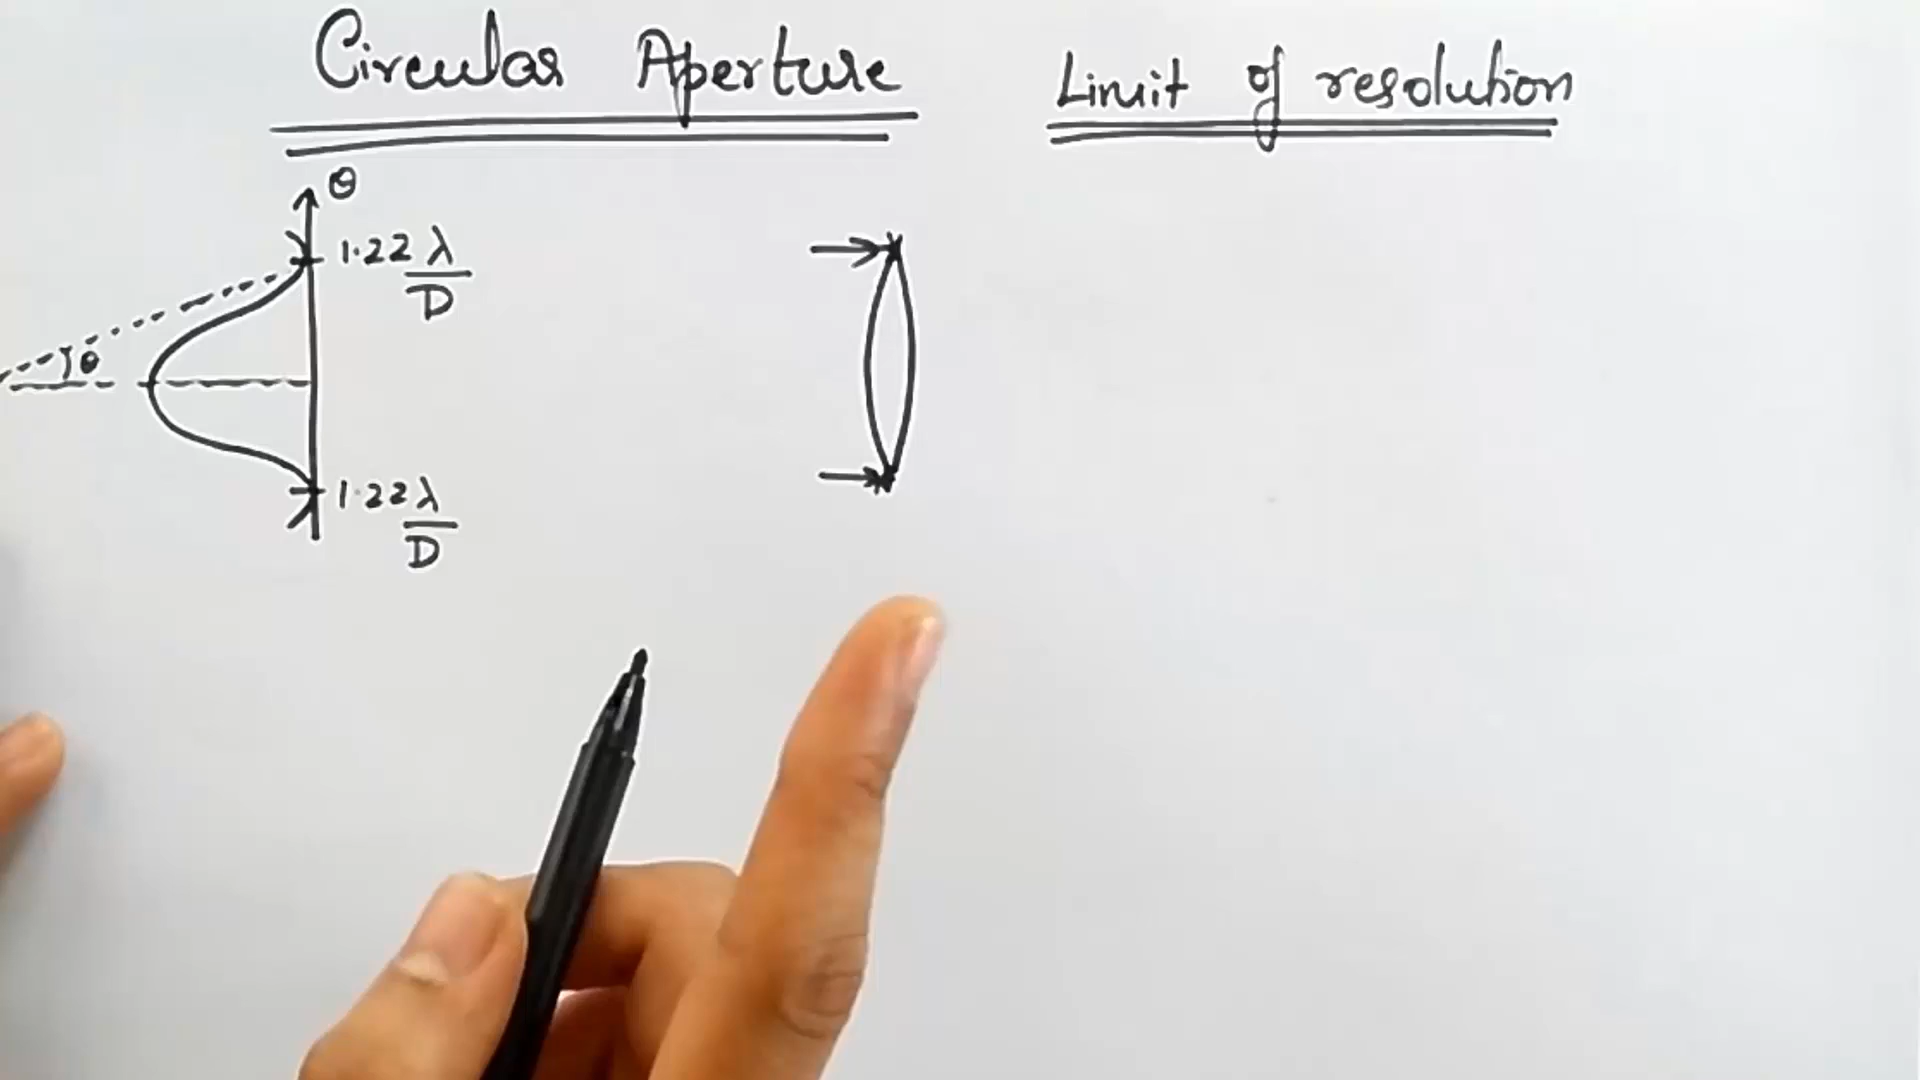 Circular Aperture
Limit of resolution
θ
1.22 λ/D
θ
1.22 λ/D